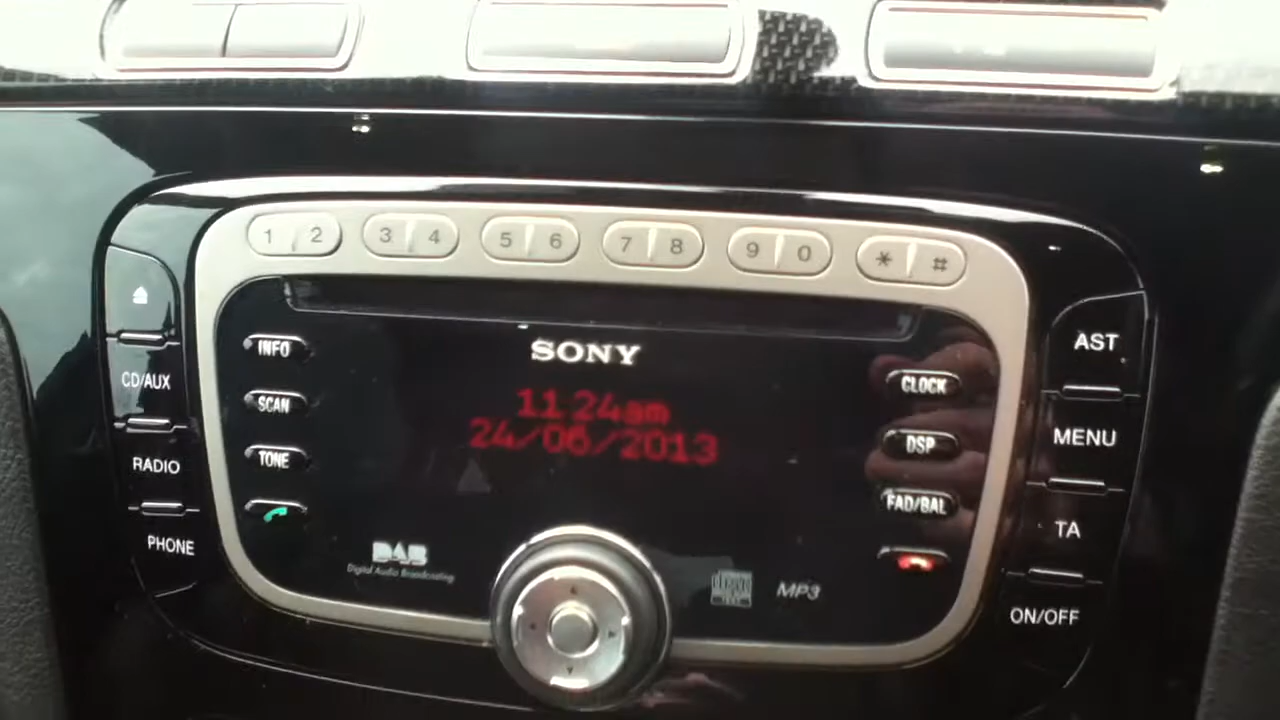 1 2 3 4 5 6 7 8 9 0 * #
SONY
11:24am
24/06/2013
INFO
SCAN
TONE
CD/AUX
RADIO
PHONE
CLOCK
DSP
FAD/BAL
AST
MENU
TA
ON/OFF
DAB
Digital Audio Broadcasting
disc
MP3